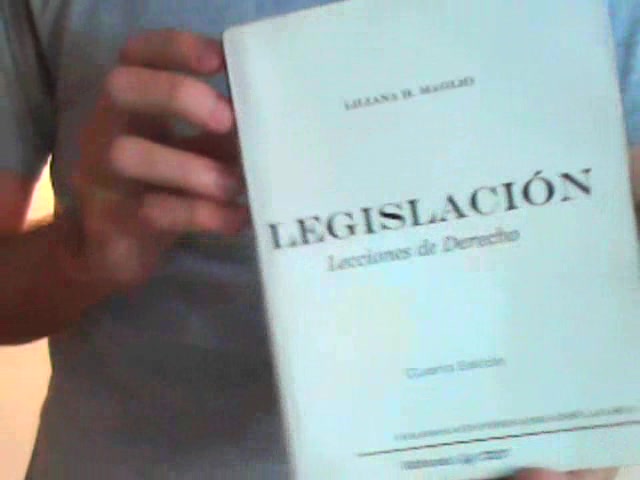 LILIANA H. MAGLIO
LEGISLACIÓN
Lecciones de Derecho
Cuarta Edición